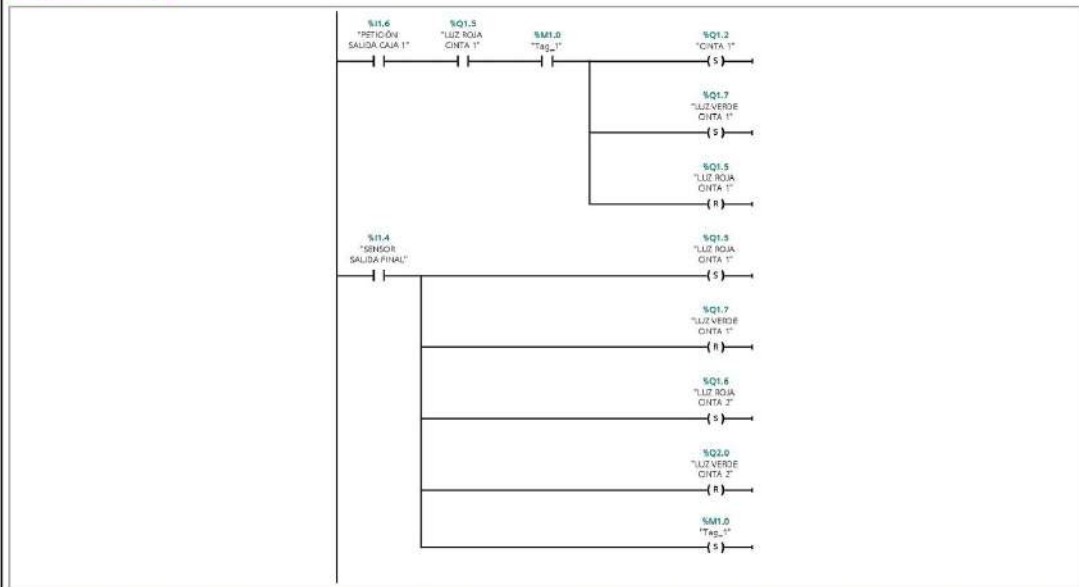 %I1.6
"PETICIÓN
SALIDA CAJA 1"
%Q1.5
"LUZ ROJA
CINTA 1"
%M1.0
"Tag_1"
%Q1.2
"CINTA 1"
S
%Q1.7
"LUZ VERDE
CINTA 1"
S
%Q1.5
"LUZ ROJA
CINTA 1"
R
%I1.4
"SENSOR
SALIDA FINAL"
%Q1.5
"LUZ ROJA
CINTA 1"
S
%Q1.7
"LUZ VERDE
CINTA 1"
R
%Q1.6
"LUZ ROJA
CINTA 2"
S
%Q2.0
"LUZ VERDE
CINTA 2"
R
%M1.0
"Tag_1"
S